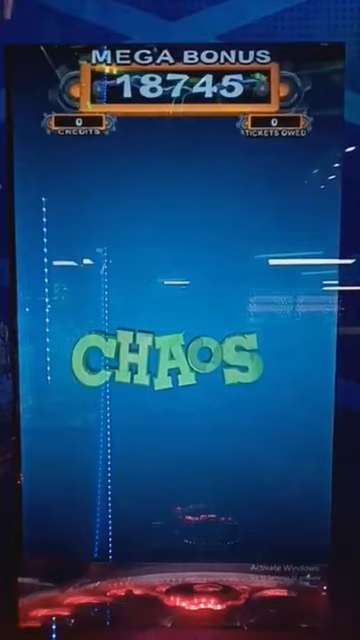 MEGA BONUS
18745
0 0
CREDITS TICKETS OWED
CHAOS
Activate Windows